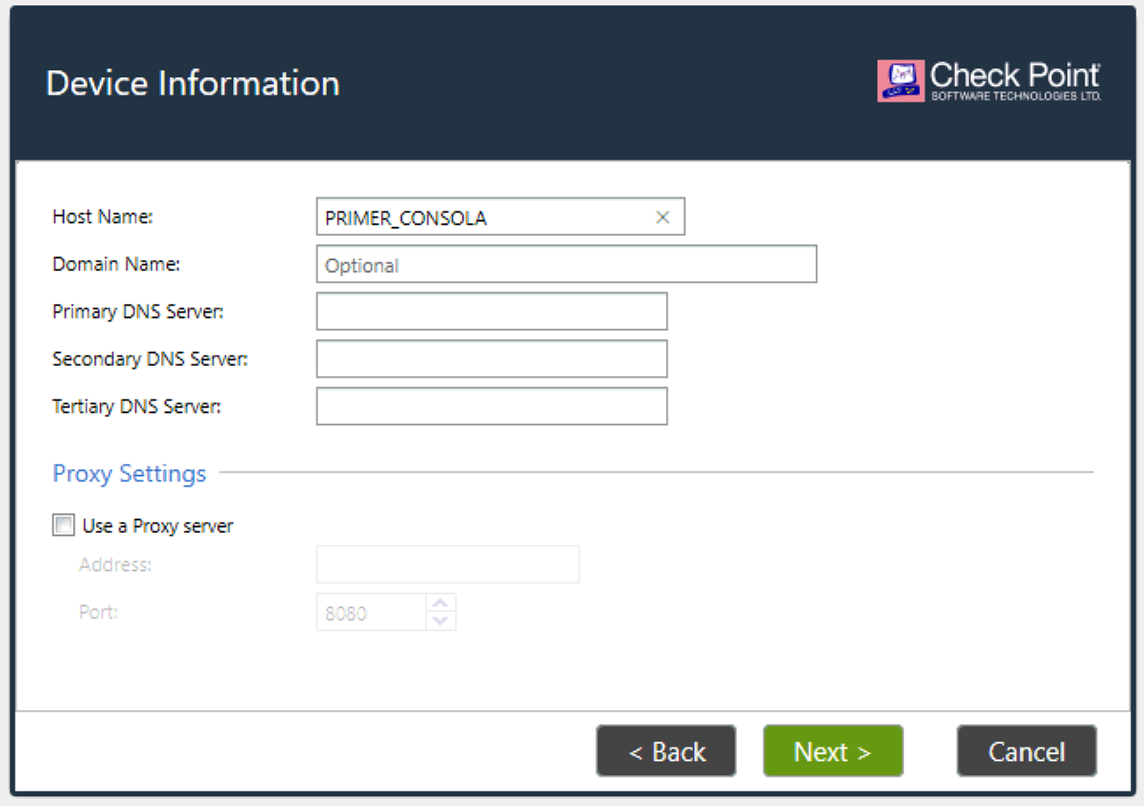 Device Information
Check Point
SOFTWARE TECHNOLOGIES LTD.
Host Name: PRIMER_CONSOLA
Domain Name: Optional
Primary DNS Server:
Secondary DNS Server:
Tertiary DNS Server:
Proxy Settings
Use a Proxy server
Address:
Port: 8080
< Back Next > Cancel